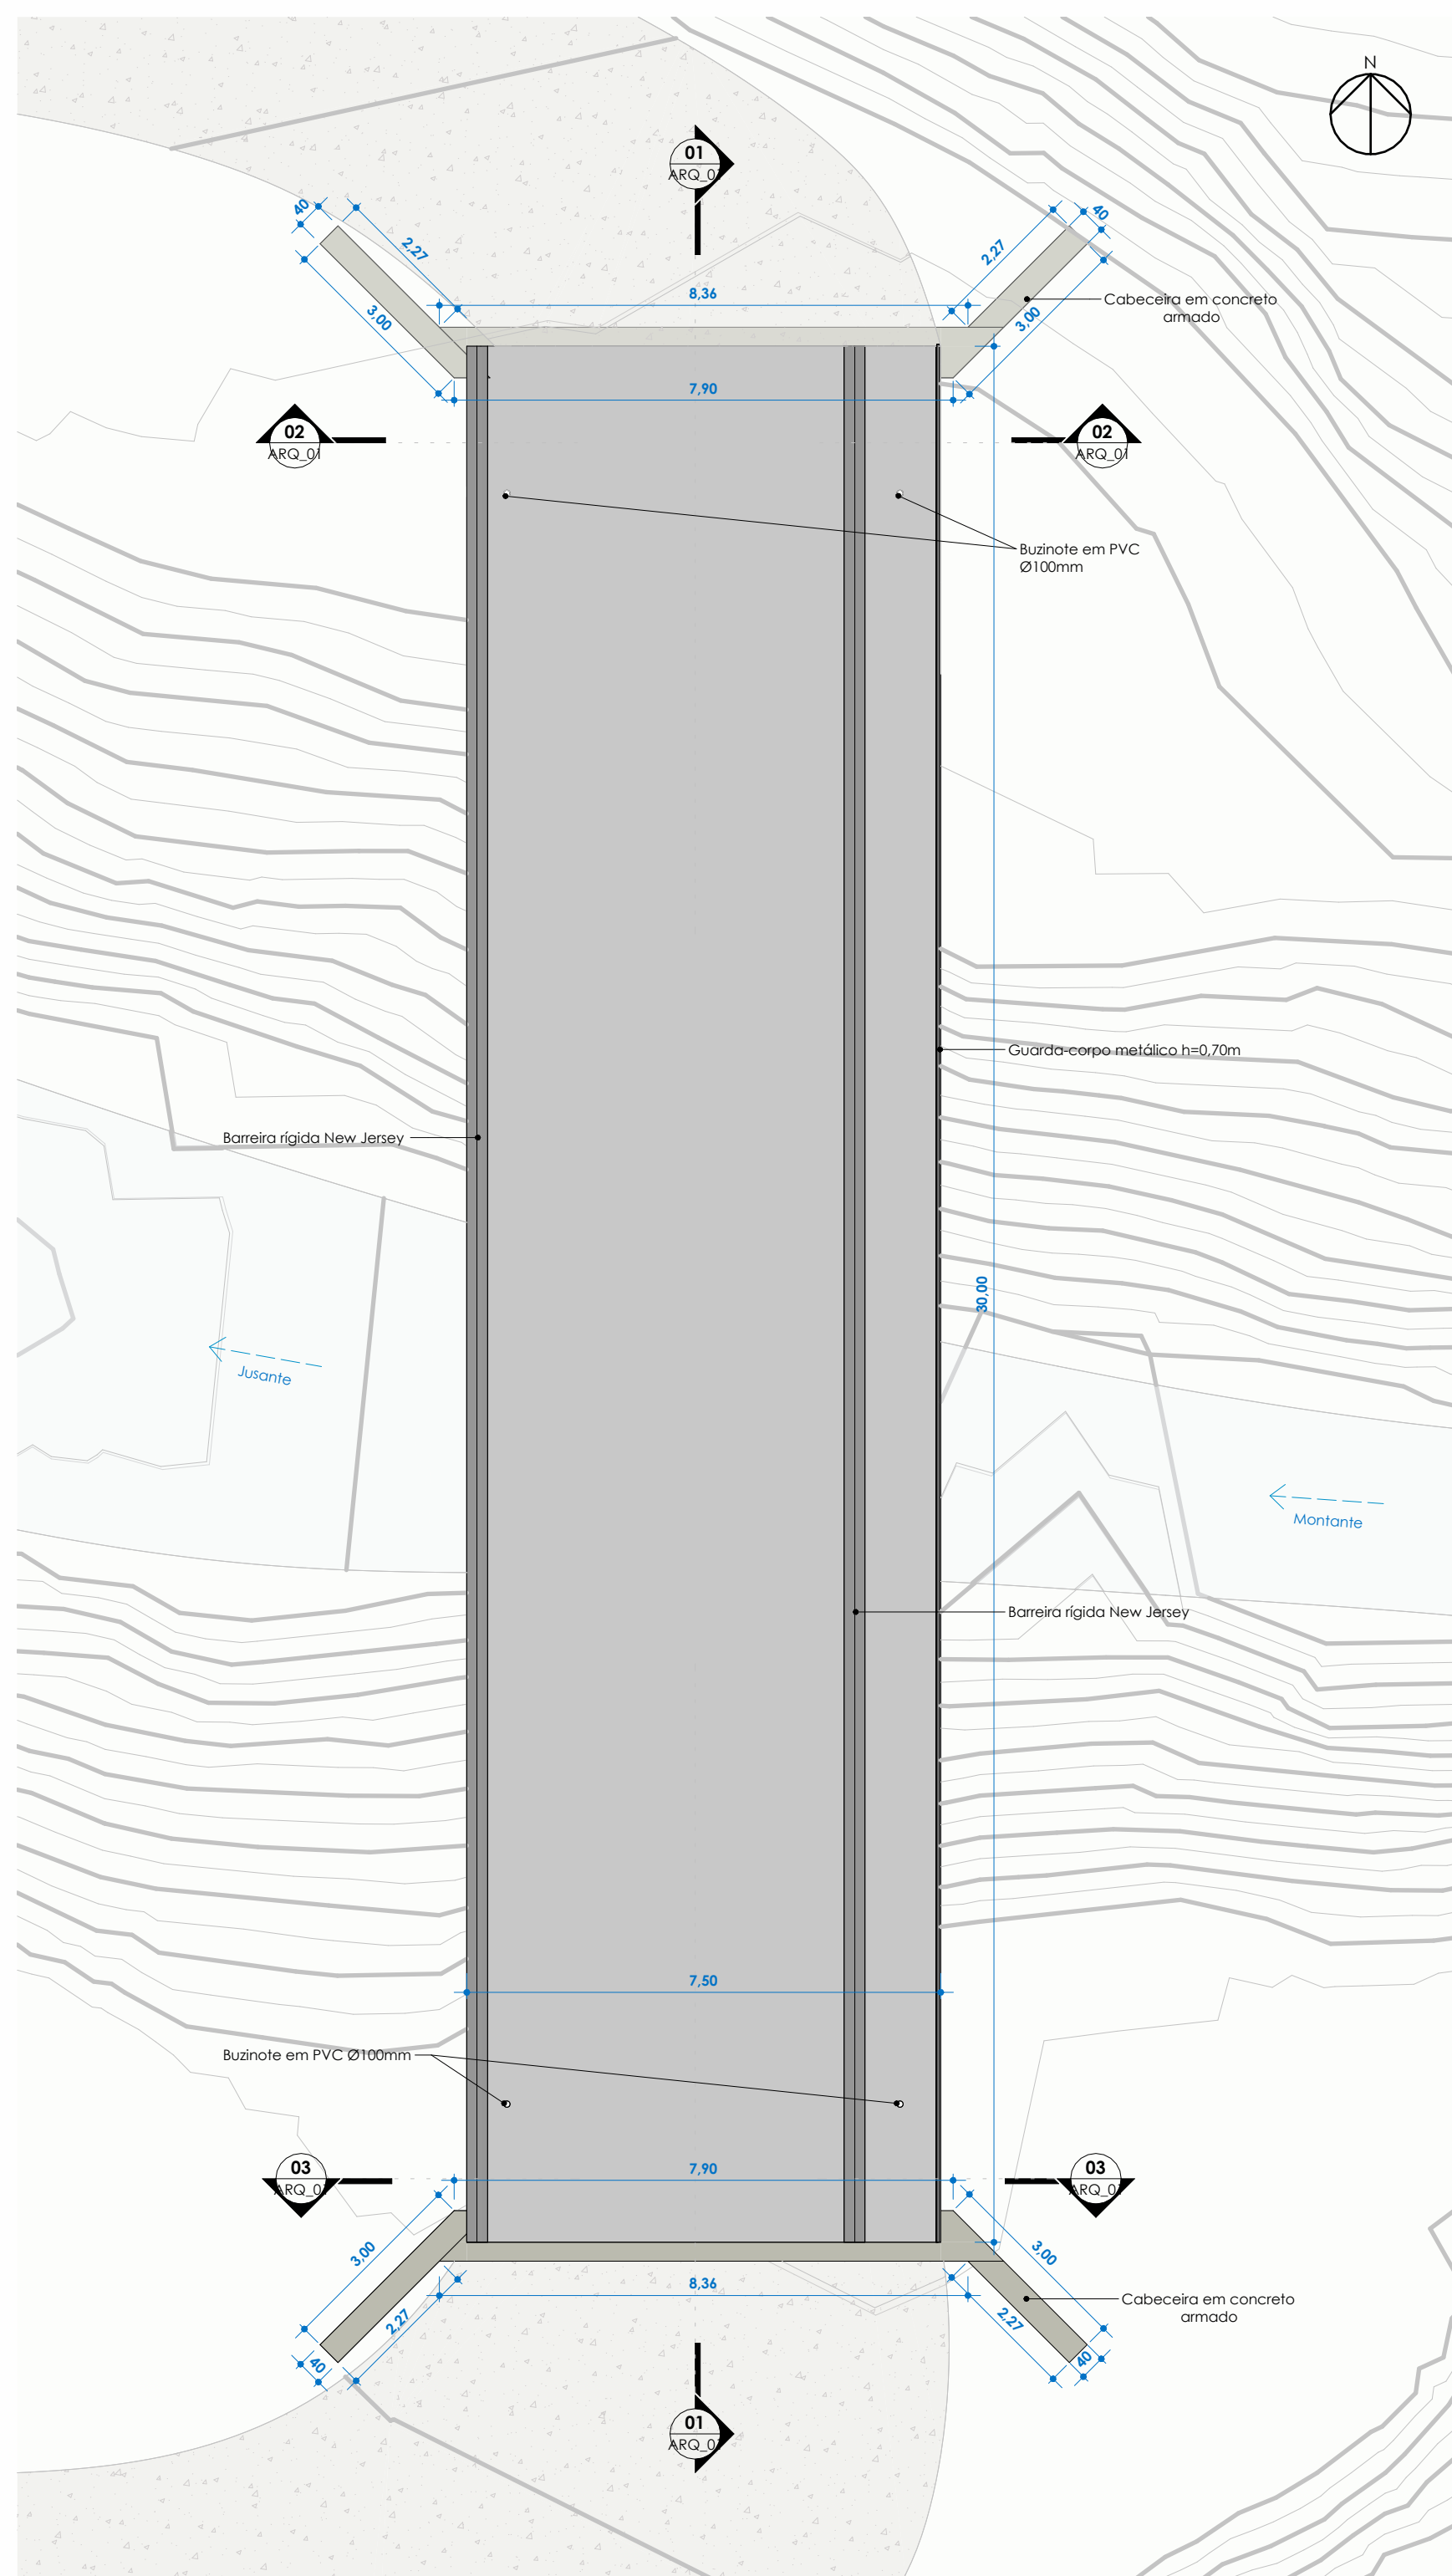 N
01
ARQ_0
40
2,27
2,27
40
8,36
Cabeceira em concreto
armado
3,00
3,00
7,90
02
ARQ_01
02
ARQ_01
Buzinote em PVC
Ø100mm
Guarda-corpo metálico h=0,70m
Barreira rígida New Jersey
30,00
Jusante
Montante
Barreira rígida New Jersey
7,50
Buzinote em PVC Ø100mm
7,90
03
ARQ_0
03
ARQ_0
3,00
3,00
8,36
Cabeceira em concreto
armado
2,27
2,27
40
40
01
ARQ_0